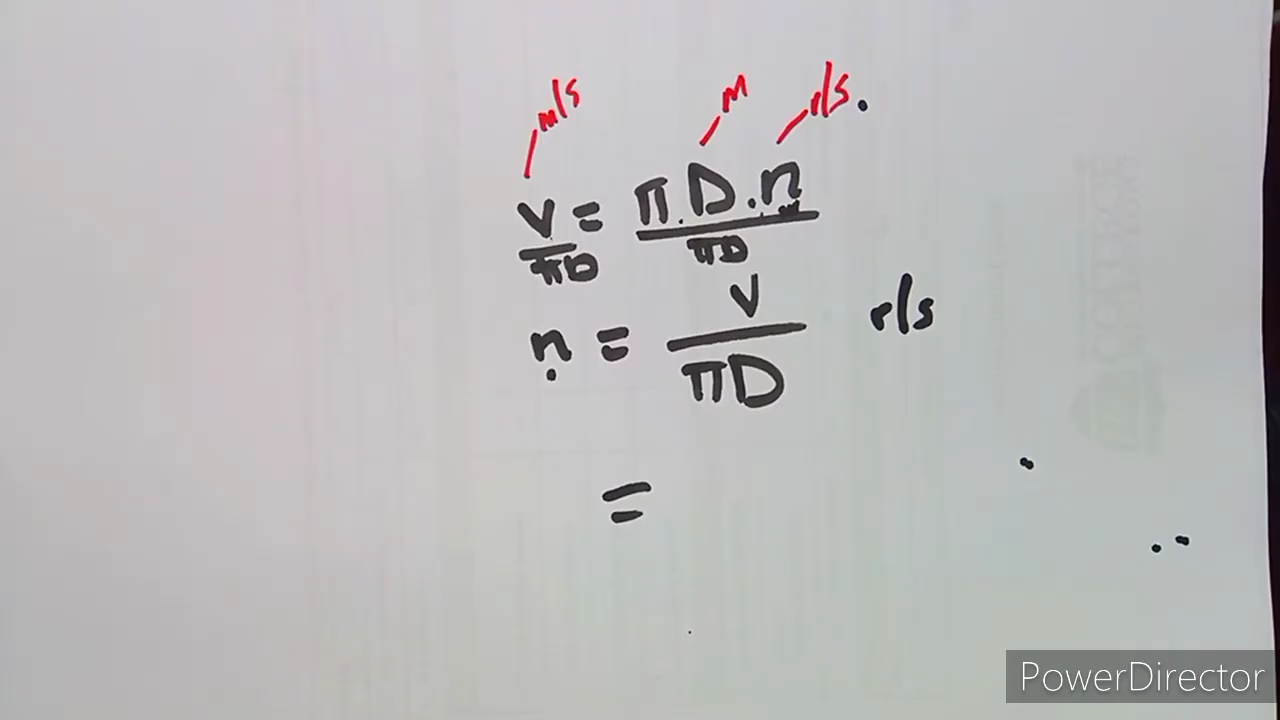 m/s m r/s.
V/πD = π.D.n/πD
n = V/πD r/s
=
PowerDirector